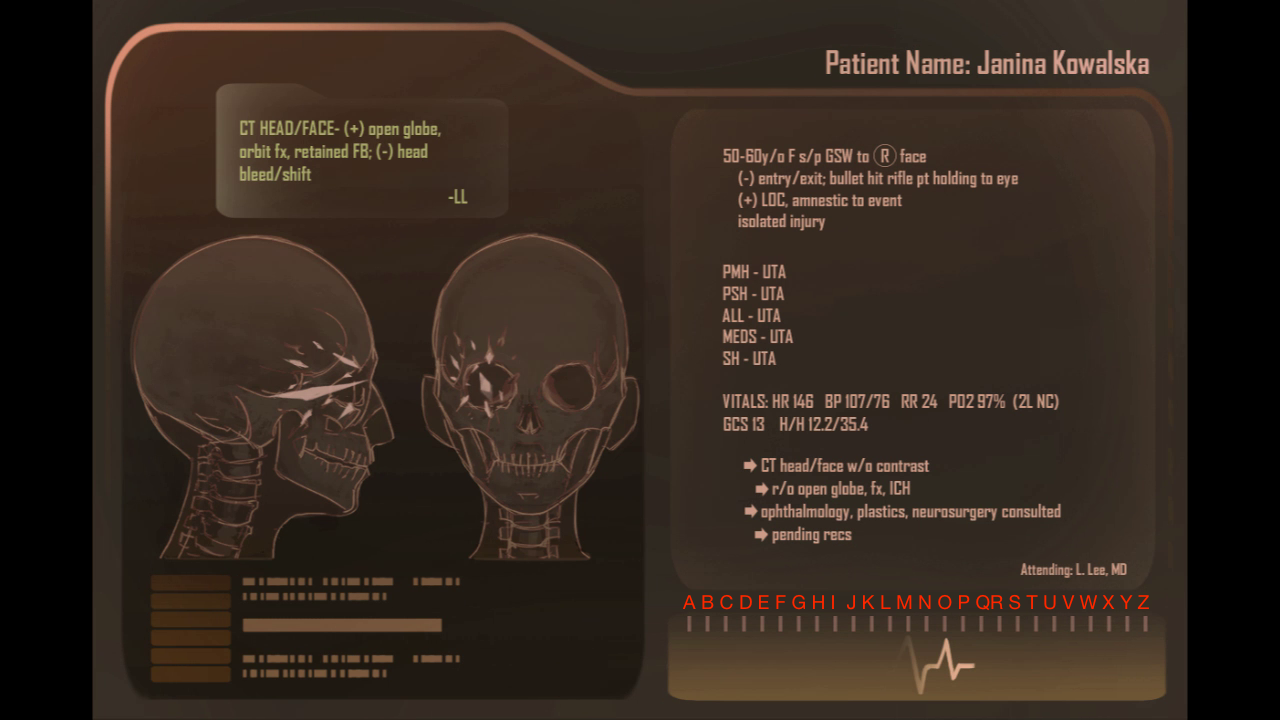 Patient Name: Janina Kowalska
CT HEAD/FACE- (+) open globe,
orbit fx, retained FB; (-) head
bleed/shift
-LL
50-60y/o F s/p GSW to R face
(-) entry/exit; bullet hit rifle pt holding to eye
(+) LOC, amnestic to event
isolated injury
PMH - UTA
PSH - UTA
ALL - UTA
MEDS - UTA
SH - UTA
VITALS: HR 146 BP 107/76 RR 24 PO2 97% (2L NC)
GCS 13 H/H 12.2/35.4
➡ CT head/face w/o contrast
➡ r/o open globe, fx, ICH
➡ ophthalmology, plastics, neurosurgery consulted
➡ pending recs
Attending: L. Lee, MD
A B C D E F G H I J K L M N O P Q R S T U V W X Y Z